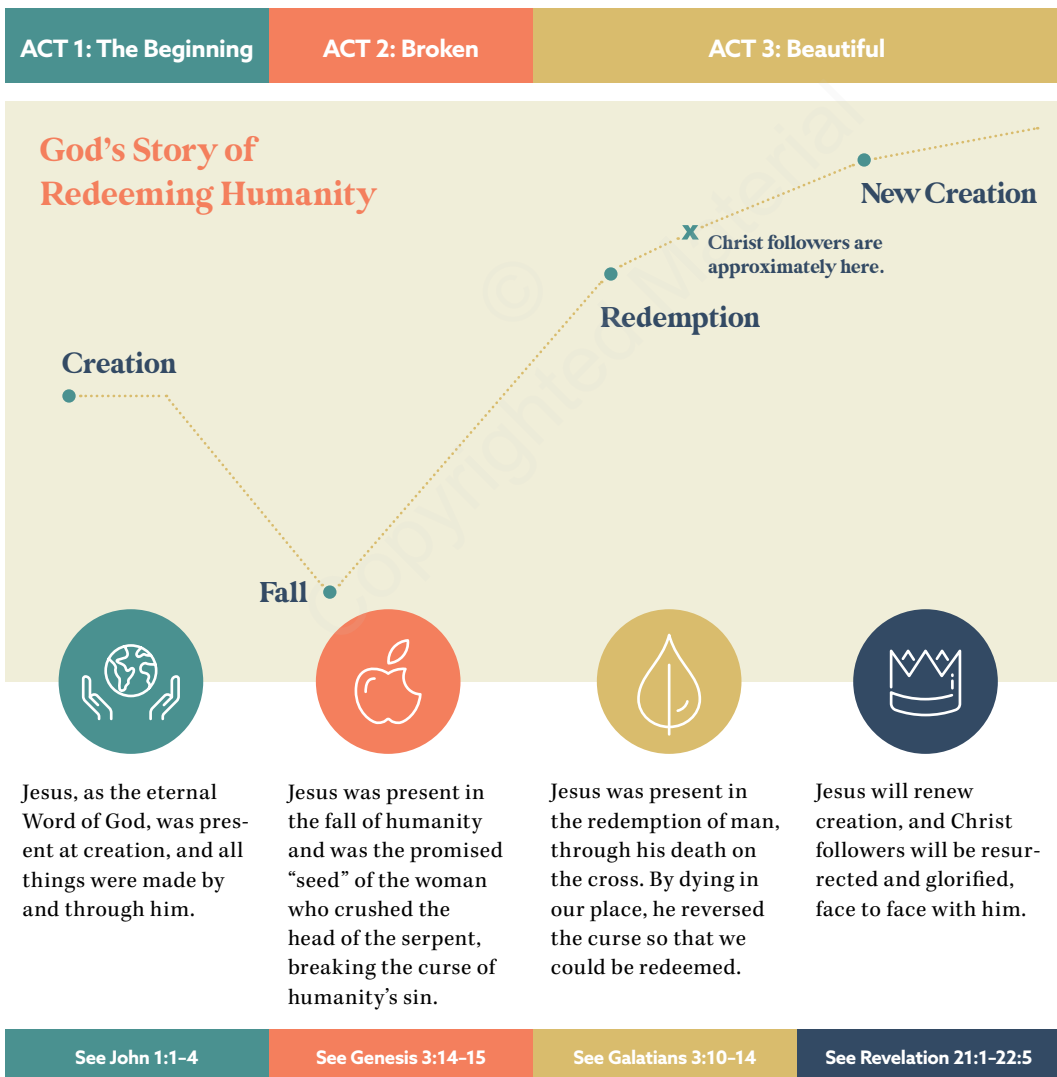 ACT 1: The Beginning
ACT 2: Broken
ACT 3: Beautiful
God’s Story of
Redeeming Humanity
New Creation
Christ followers are
approximately here.
Redemption
Creation
Fall
© Copyrighted Material
Jesus, as the eternal
Word of God, was pres-
ent at creation, and all
things were made by
and through him.
Jesus was present in
the fall of humanity
and was the promised
“seed” of the woman
who crushed the
head of the serpent,
breaking the curse of
humanity’s sin.
Jesus was present in
the redemption of man,
through his death on
the cross. By dying in
our place, he reversed
the curse so that we
could be redeemed.
Jesus will renew
creation, and Christ
followers will be resur-
rected and glorified,
face to face with him.
See John 1:1–4
See Genesis 3:14–15
See Galatians 3:10–14
See Revelation 21:1–22:5